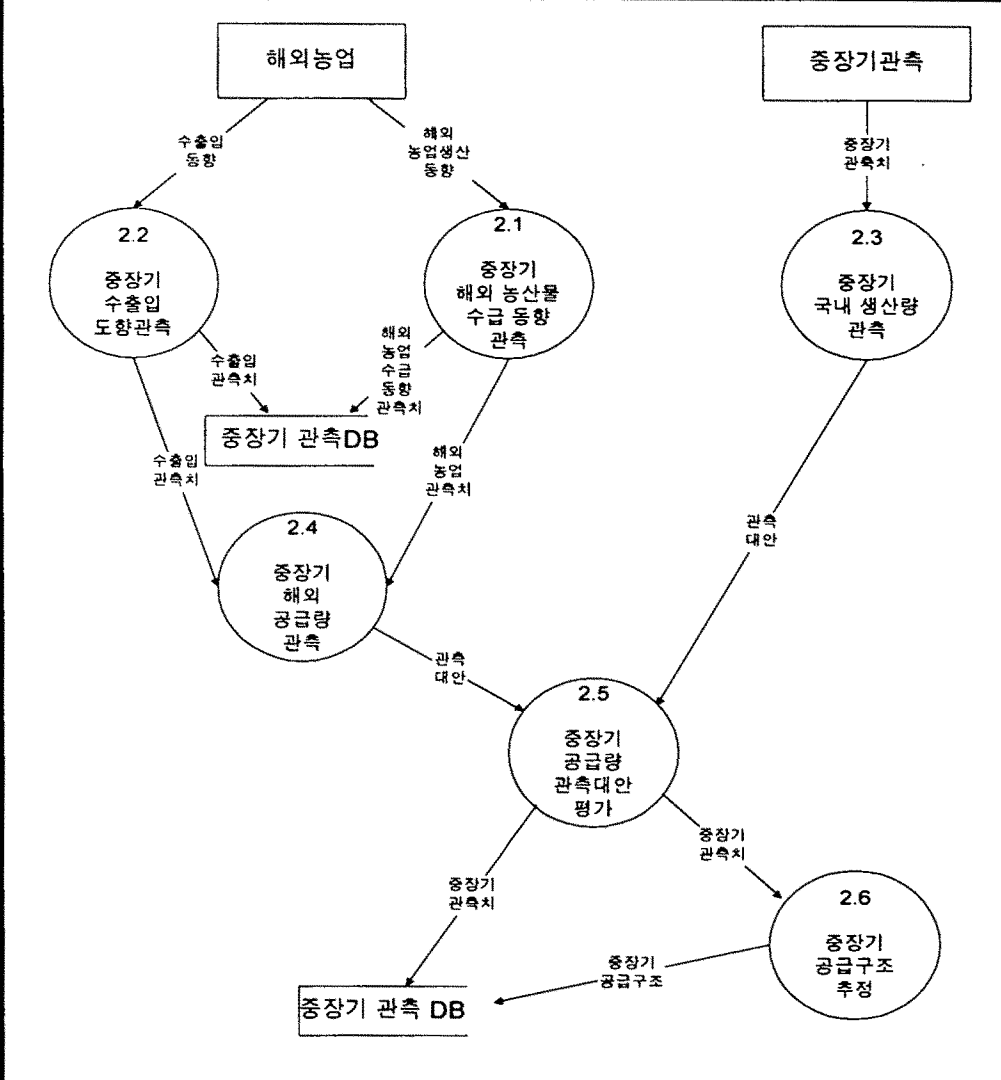 해외농업
중장기관측
수출입
동향
해외
농업생산
동향
중장기
관측치
2.2
중장기
수출입
도향관측
2.1
중장기
해외 농산물
수급 동향
관측
2.3
중장기
국내 생산량
관측
수출입
관측치
해외
농업
수급
동향
관측치
중장기 관측DB
수출입
관측치
해외
농업
관측치
2.4
중장기
해외
공급량
관측
관측
대안
관측
대안
2.5
중장기
공급량
관측대안
평가
중장기
관측치
중장기
관측치
2.6
중장기
공급구조
추정
중장기
공급구조
중장기 관측 DB